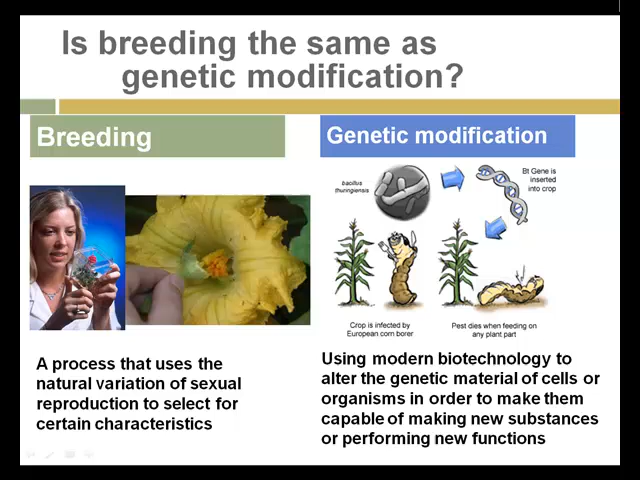 Is breeding the same as
genetic modification?
Breeding
Genetic modification
bacillus
thuringiensis
Bt Gene is
inserted
into crop
Crop is infected by
European corn borer
Pest dies when feeding on
any plant part
A process that uses the
natural variation of sexual
reproduction to select for
certain characteristics
Using modern biotechnology to
alter the genetic material of cells or
organisms in order to make them
capable of making new substances
or performing new functions